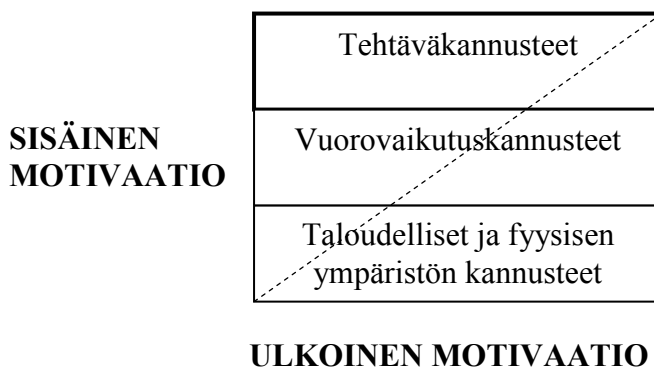 Tehtäväkannusteet
SISÄINEN
MOTIVAATIO
Vuorovaikutuskannusteet
Taloudelliset ja fyysisen
ympäristön kannusteet
ULKOINEN MOTIVAATIO